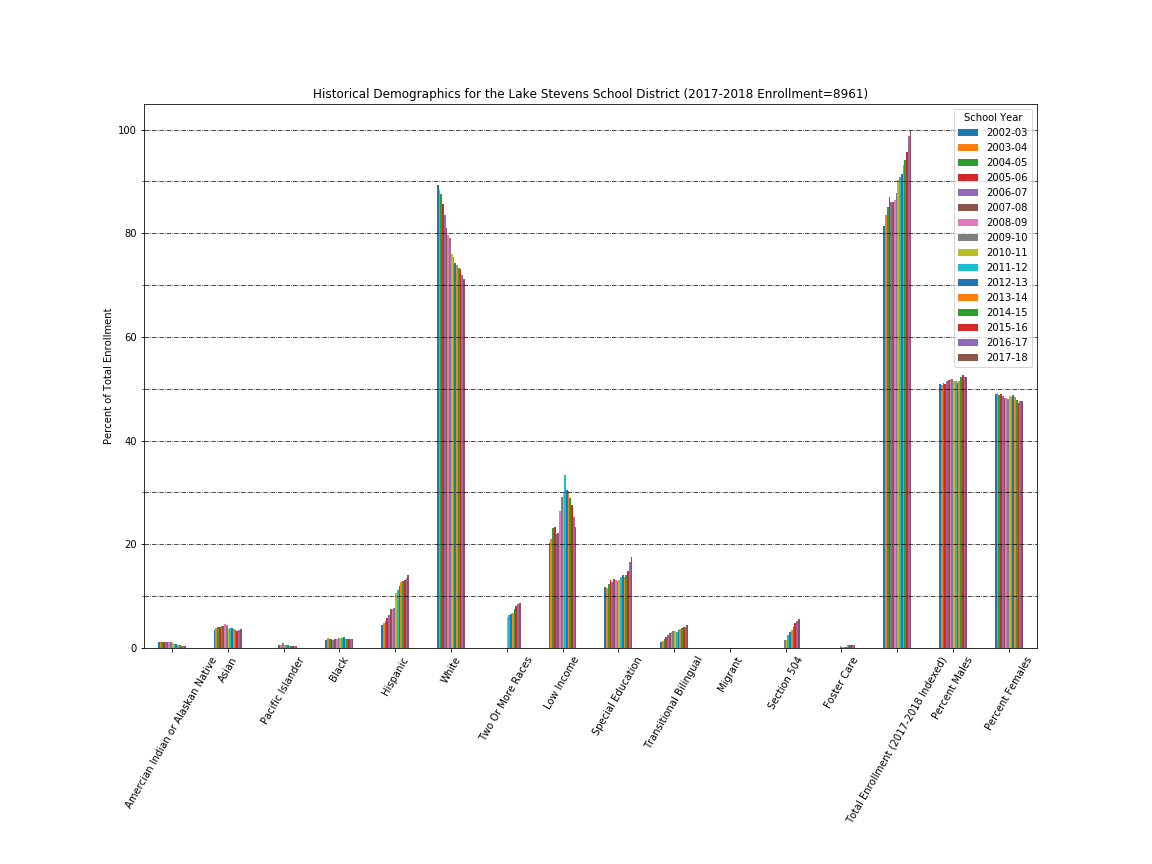 Historical Demographics for the Lake Stevens School District (2017-2018 Enrollment=8961)
Percent of Total Enrollment
100
80
60
40
20
0
School Year
2002-03
2003-04
2004-05
2005-06
2006-07
2007-08
2008-09
2009-10
2010-11
2011-12
2012-13
2013-14
2014-15
2015-16
2016-17
2017-18
Amercian Indian or Alaskan Native
Asian
Pacific Islander
Black
Hispanic
White
Two Or More Races
Low Income
Special Education
Transitional Bilingual
Migrant
Section 504
Foster Care
Total Enrollment (2017-2018 Indexed)
Percent Males
Percent Females